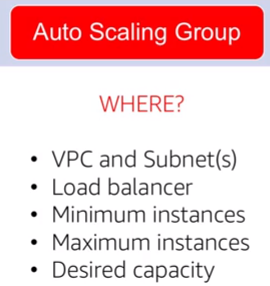 Auto Scaling Group
WHERE?
• VPC and Subnet(s)
• Load balancer
• Minimum instances
• Maximum instances
• Desired capacity